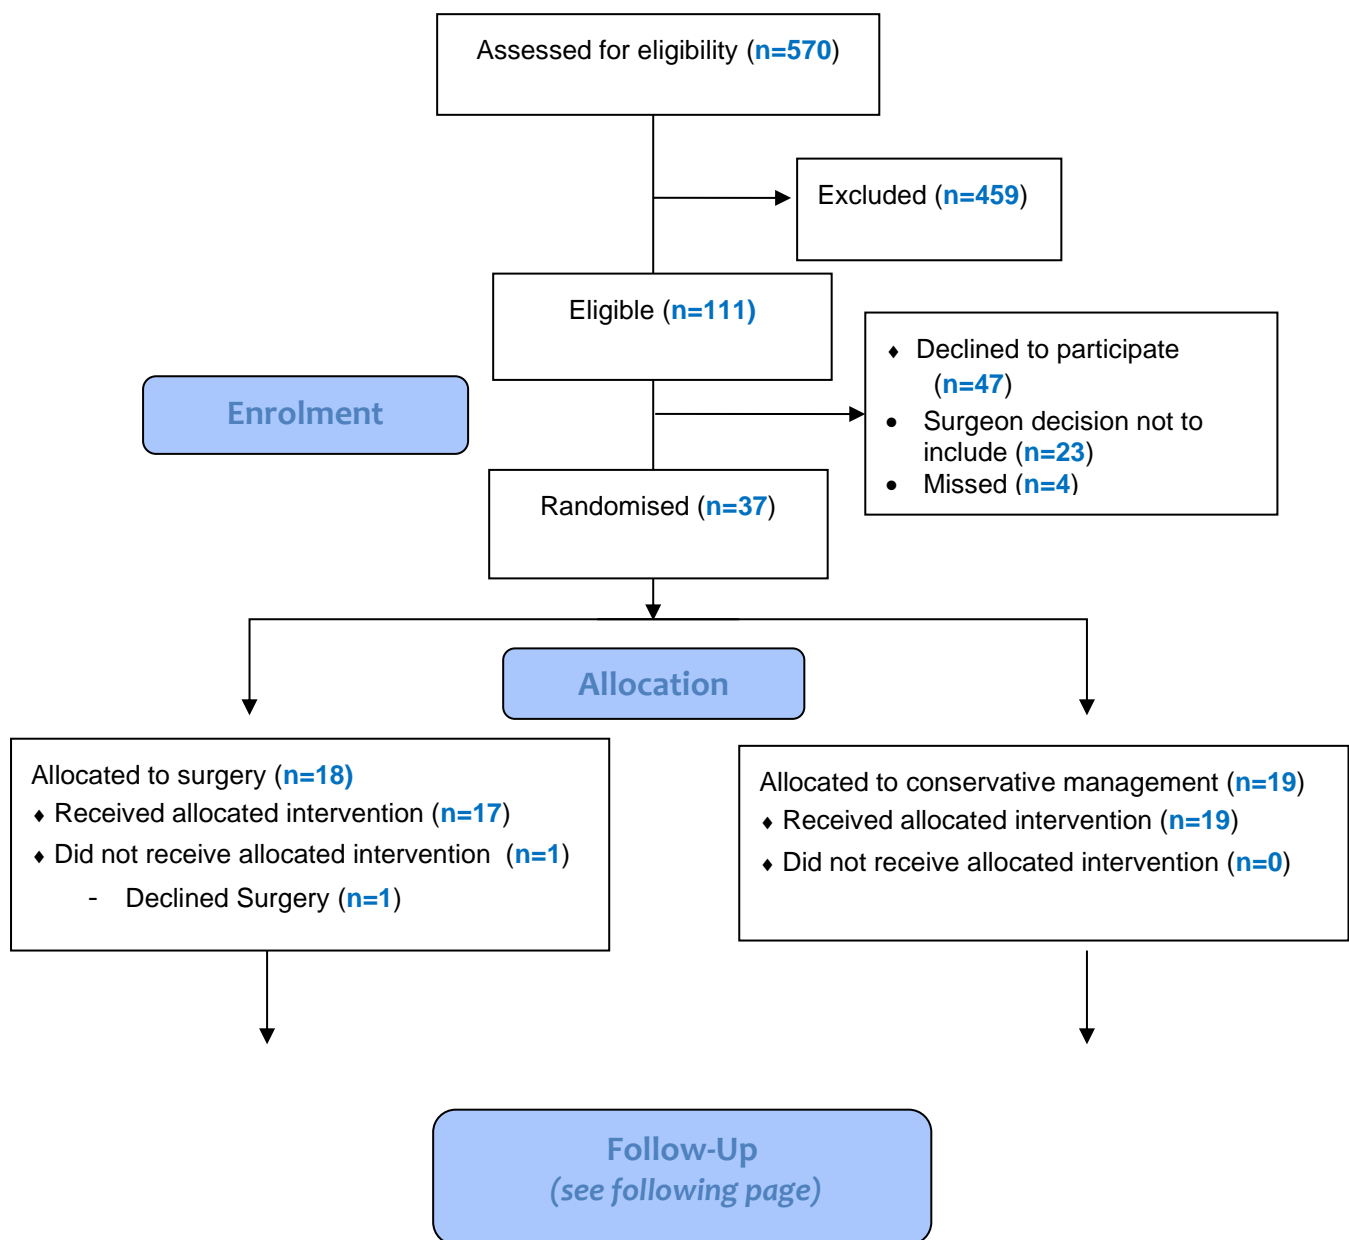 Assessed for eligibility (n=570)
Excluded (n=459)
Eligible (n=111)
♦ Declined to participate
(n=47)
• Surgeon decision not to
include (n=23)
• Missed (n=4)
Enrolment
Randomised (n=37)
Allocation
Allocated to surgery (n=18)
♦ Received allocated intervention (n=17)
♦ Did not receive allocated intervention (n=1)
- Declined Surgery (n=1)
Allocated to conservative management (n=19)
♦ Received allocated intervention (n=19)
♦ Did not receive allocated intervention (n=0)
Follow-Up
(see following page)